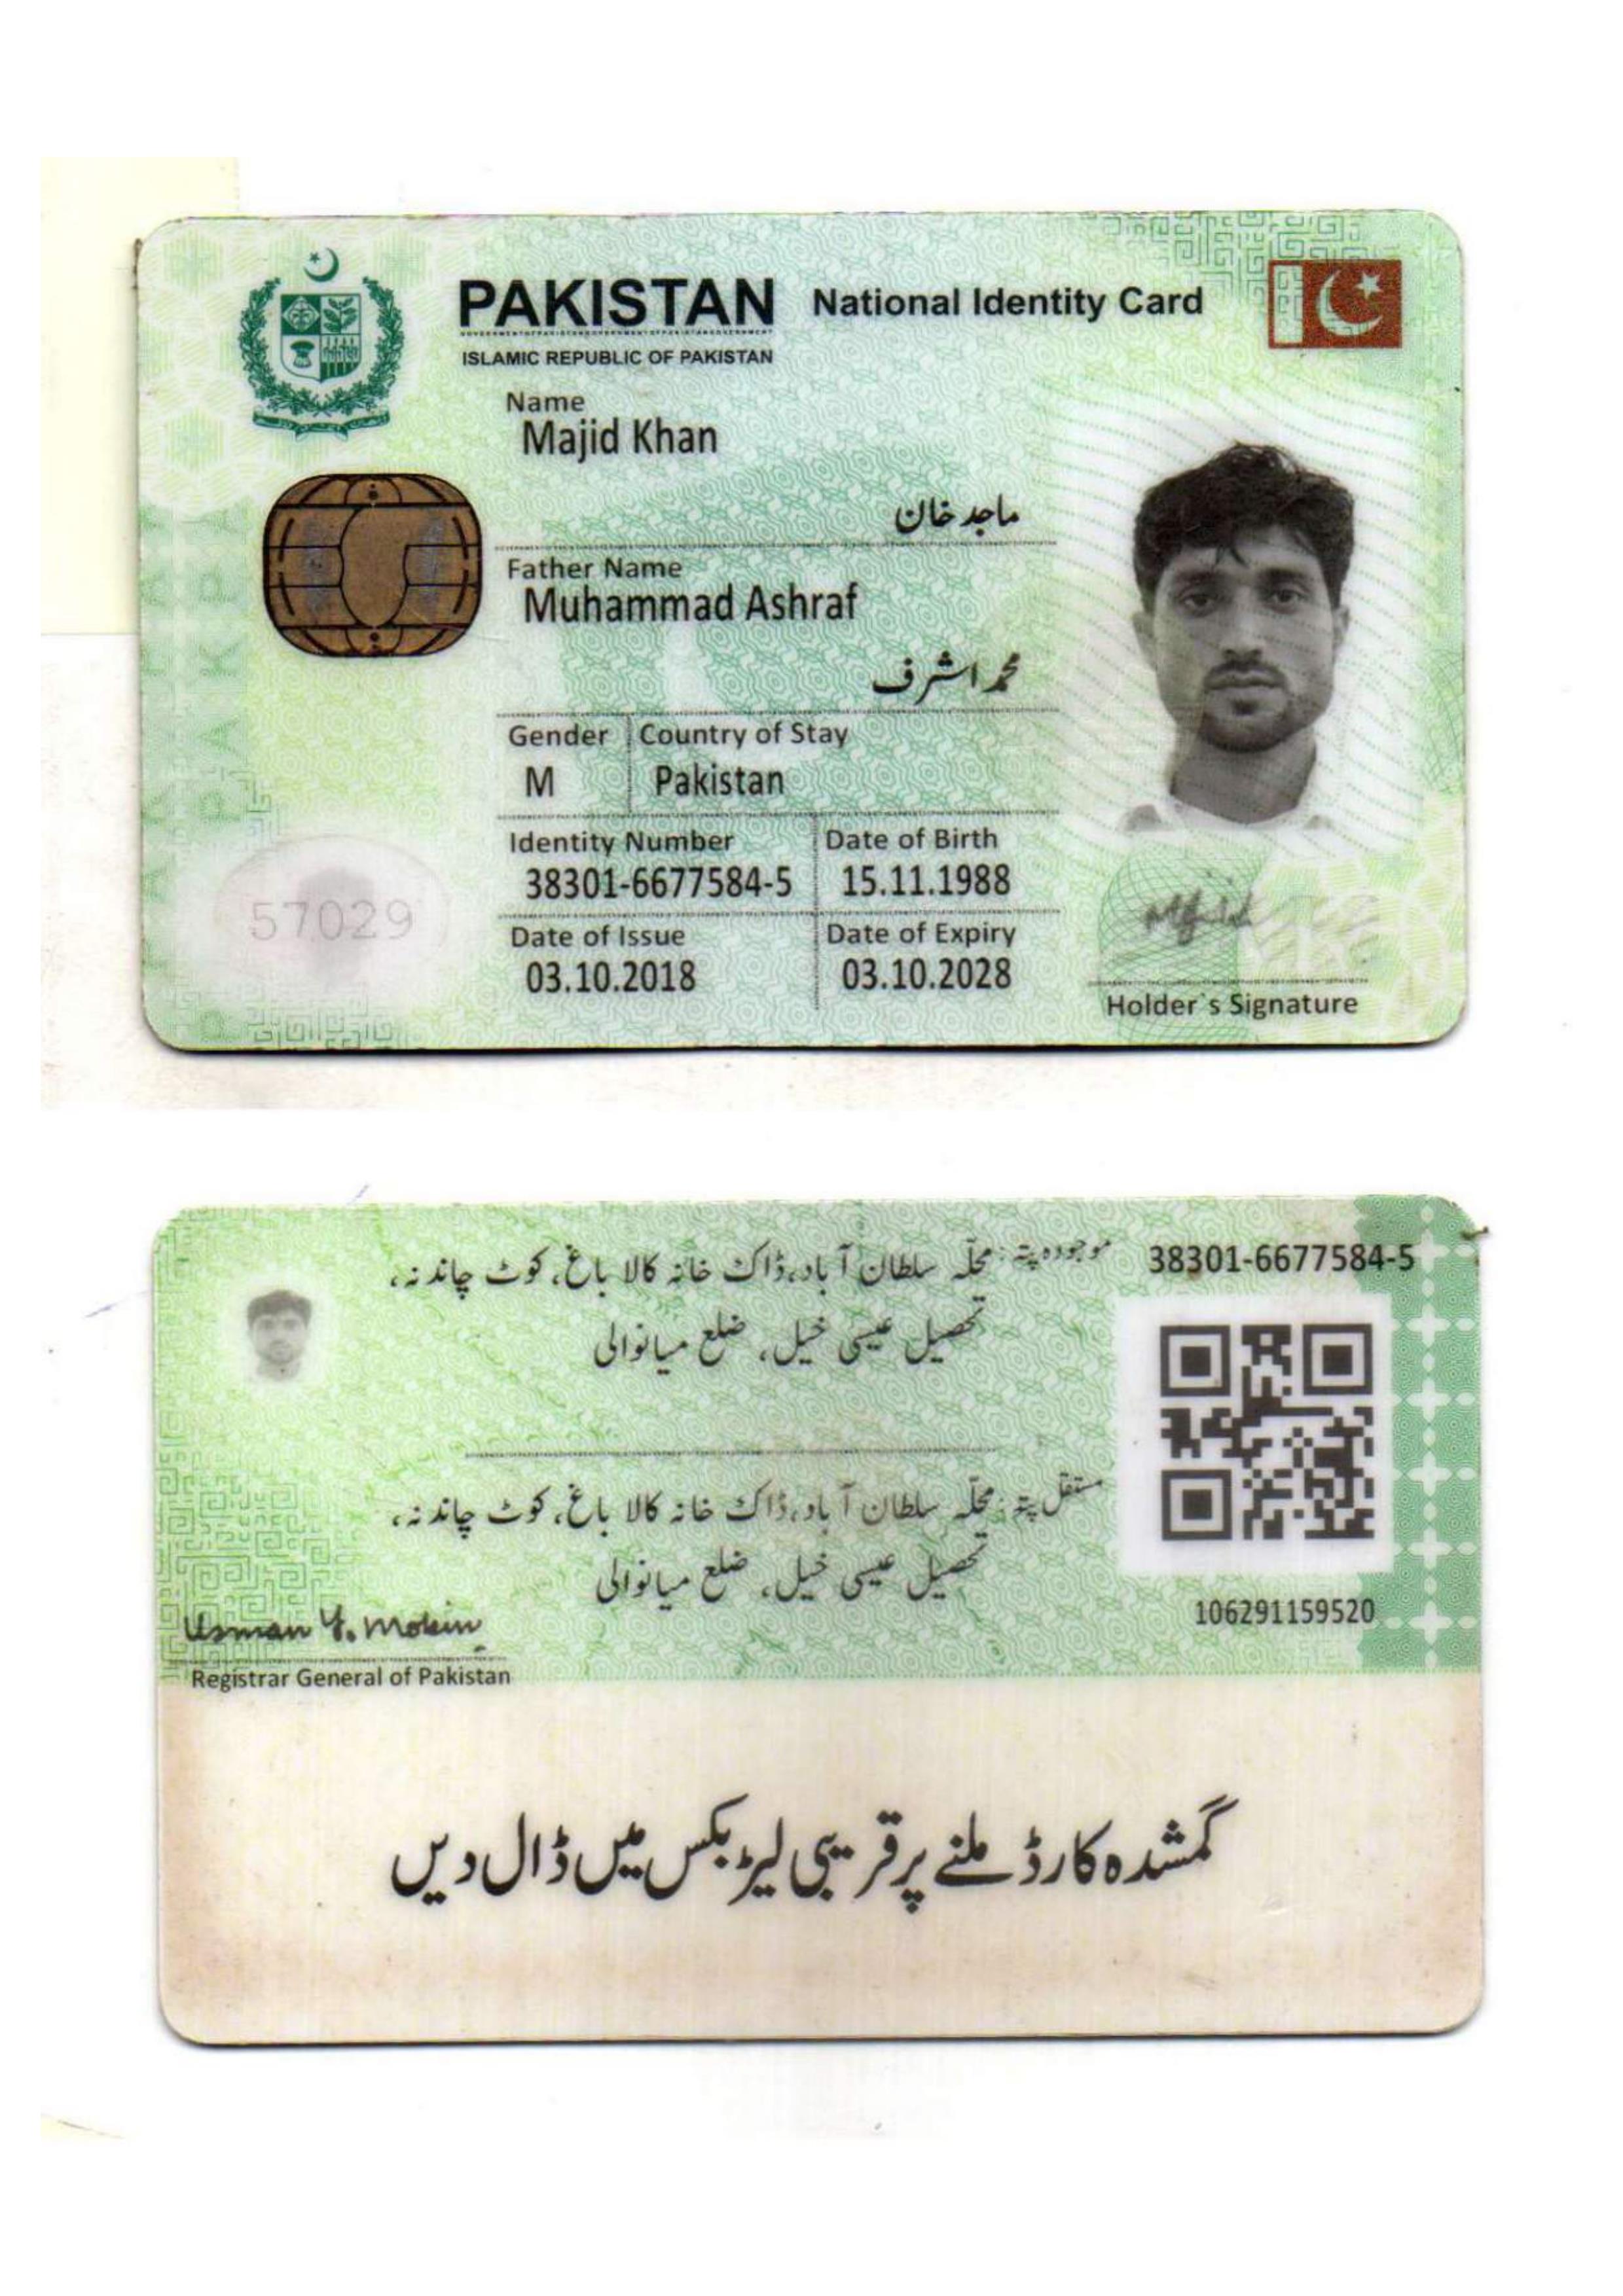 PAKISTAN National Identity Card
ISLAMIC REPUBLIC OF PAKISTAN
Name
Majid Khan
ماجد خان
Father Name
Muhammad Ashraf
محمد اشرف
Gender Country of Stay
M Pakistan
Identity Number Date of Birth
38301-6677584-5 15.11.1988
57029
Date of Issue Date of Expiry
03.10.2018 03.10.2028
Holder's Signature
38301-6677584-5
موجودہ پتہ: محلہ سلطان آباد، ڈاک خانہ کالا باغ، کوٹ چاندنہ،
تحصیل عیسیٰ خیل، ضلع میانوالی
مستقل پتہ: محلہ سلطان آباد، ڈاک خانہ کالا باغ، کوٹ چاندنہ،
تحصیل عیسیٰ خیل، ضلع میانوالی
106291159520
Usman Y. Mobin
Registrar General of Pakistan
گمشدہ کارڈ ملنے پر قریبی لیٹر بکس میں ڈال دیں